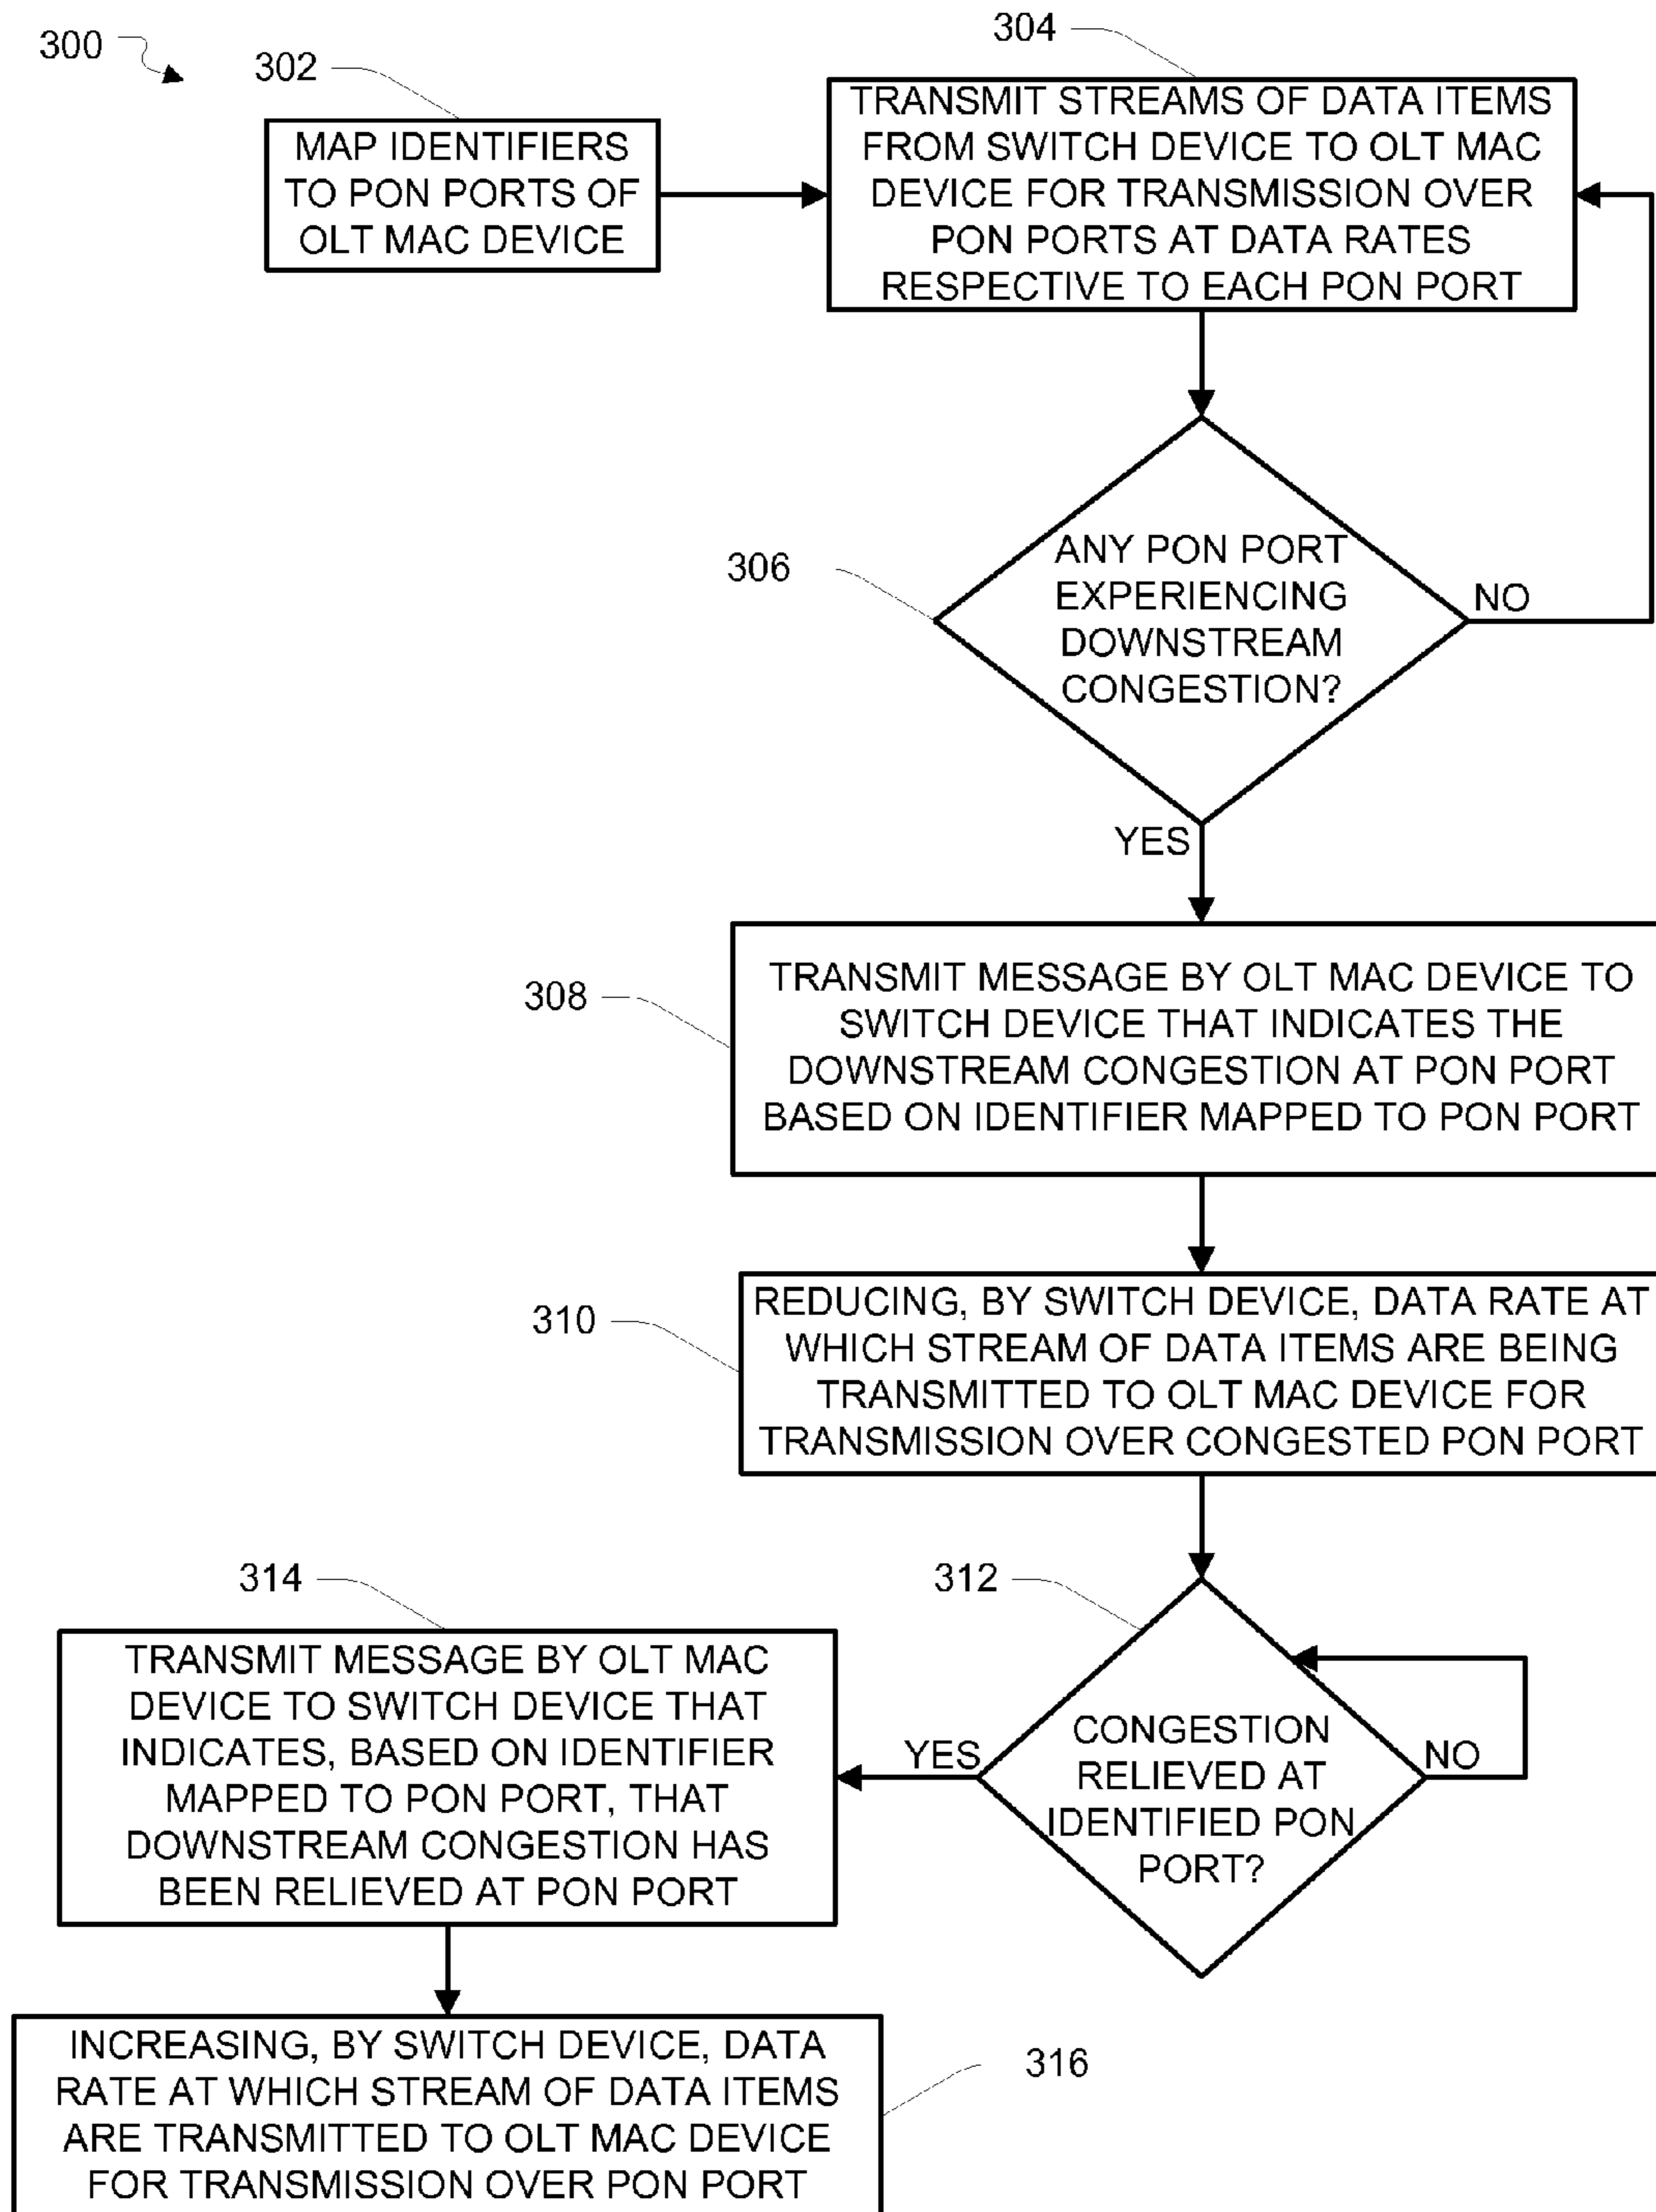 300
302
MAP IDENTIFIERS
TO PON PORTS OF
OLT MAC DEVICE
304
TRANSMIT STREAMS OF DATA ITEMS
FROM SWITCH DEVICE TO OLT MAC
DEVICE FOR TRANSMISSION OVER
PON PORTS AT DATA RATES
RESPECTIVE TO EACH PON PORT
306
ANY PON PORT
EXPERIENCING
DOWNSTREAM
CONGESTION?
NO
YES
308
TRANSMIT MESSAGE BY OLT MAC DEVICE TO
SWITCH DEVICE THAT INDICATES THE
DOWNSTREAM CONGESTION AT PON PORT
BASED ON IDENTIFIER MAPPED TO PON PORT
310
REDUCING, BY SWITCH DEVICE, DATA RATE AT
WHICH STREAM OF DATA ITEMS ARE BEING
TRANSMITTED TO OLT MAC DEVICE FOR
TRANSMISSION OVER CONGESTED PON PORT
312
CONGESTION
RELIEVED AT
IDENTIFIED PON
PORT?
NO
YES
314
TRANSMIT MESSAGE BY OLT MAC
DEVICE TO SWITCH DEVICE THAT
INDICATES, BASED ON IDENTIFIER
MAPPED TO PON PORT, THAT
DOWNSTREAM CONGESTION HAS
BEEN RELIEVED AT PON PORT
316
INCREASING, BY SWITCH DEVICE, DATA
RATE AT WHICH STREAM OF DATA ITEMS
ARE TRANSMITTED TO OLT MAC DEVICE
FOR TRANSMISSION OVER PON PORT